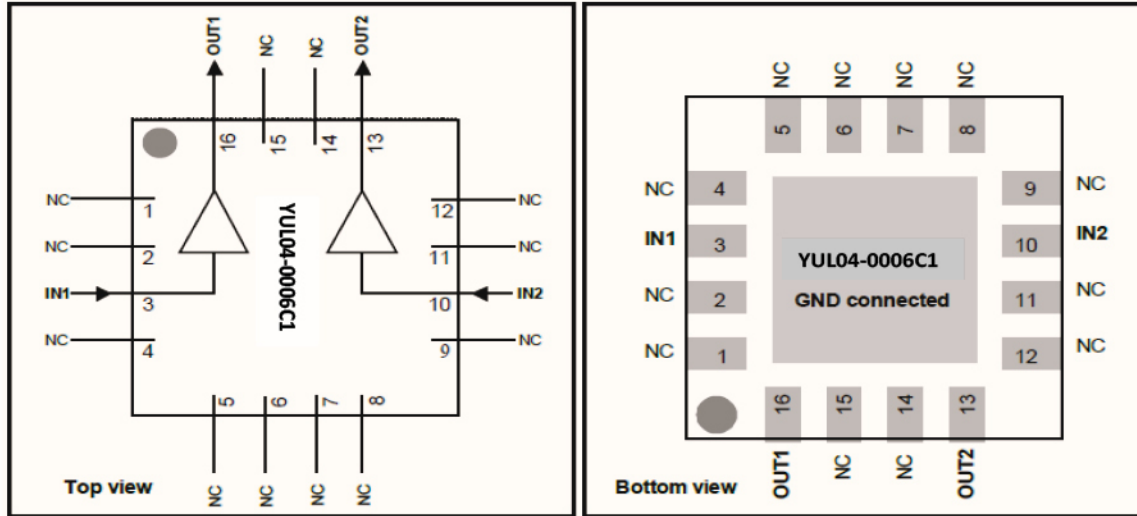 OUT1
NC
NC
OUT2
16
15
14
13
NC
1
12
NC
NC
2
11
NC
IN1
3
10
IN2
NC
4
9
NC
YUL04-0006C1
5
6
7
8
NC
NC
NC
NC
Top view
NC
NC
NC
NC
5
6
7
8
NC
4
9
NC
IN1
3
10
IN2
NC
2
11
NC
NC
1
12
NC
YUL04-0006C1
GND connected
16
15
14
13
OUT1
NC
NC
OUT2
Bottom view